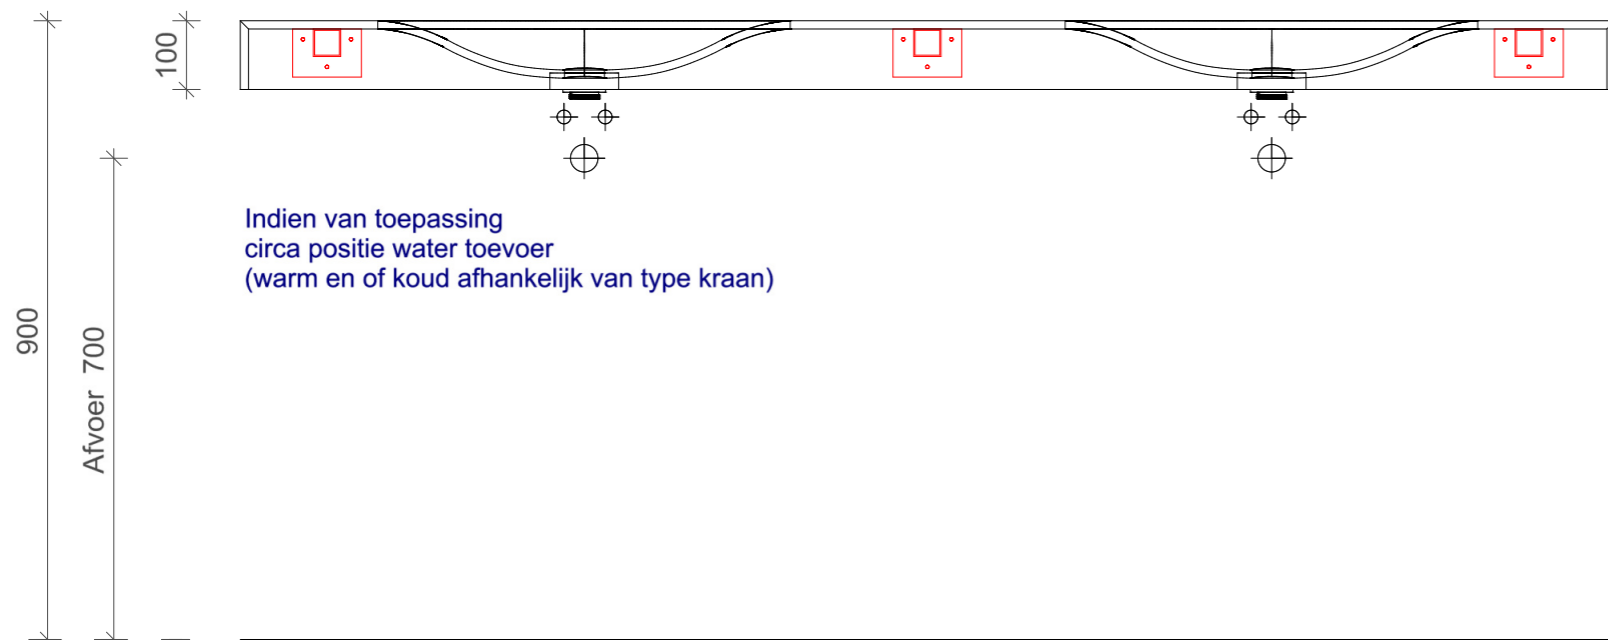 100
Indien van toepassing
circa positie water toevoer
(warm en of koud afhankelijk van type kraan)
900
Afvoer 700